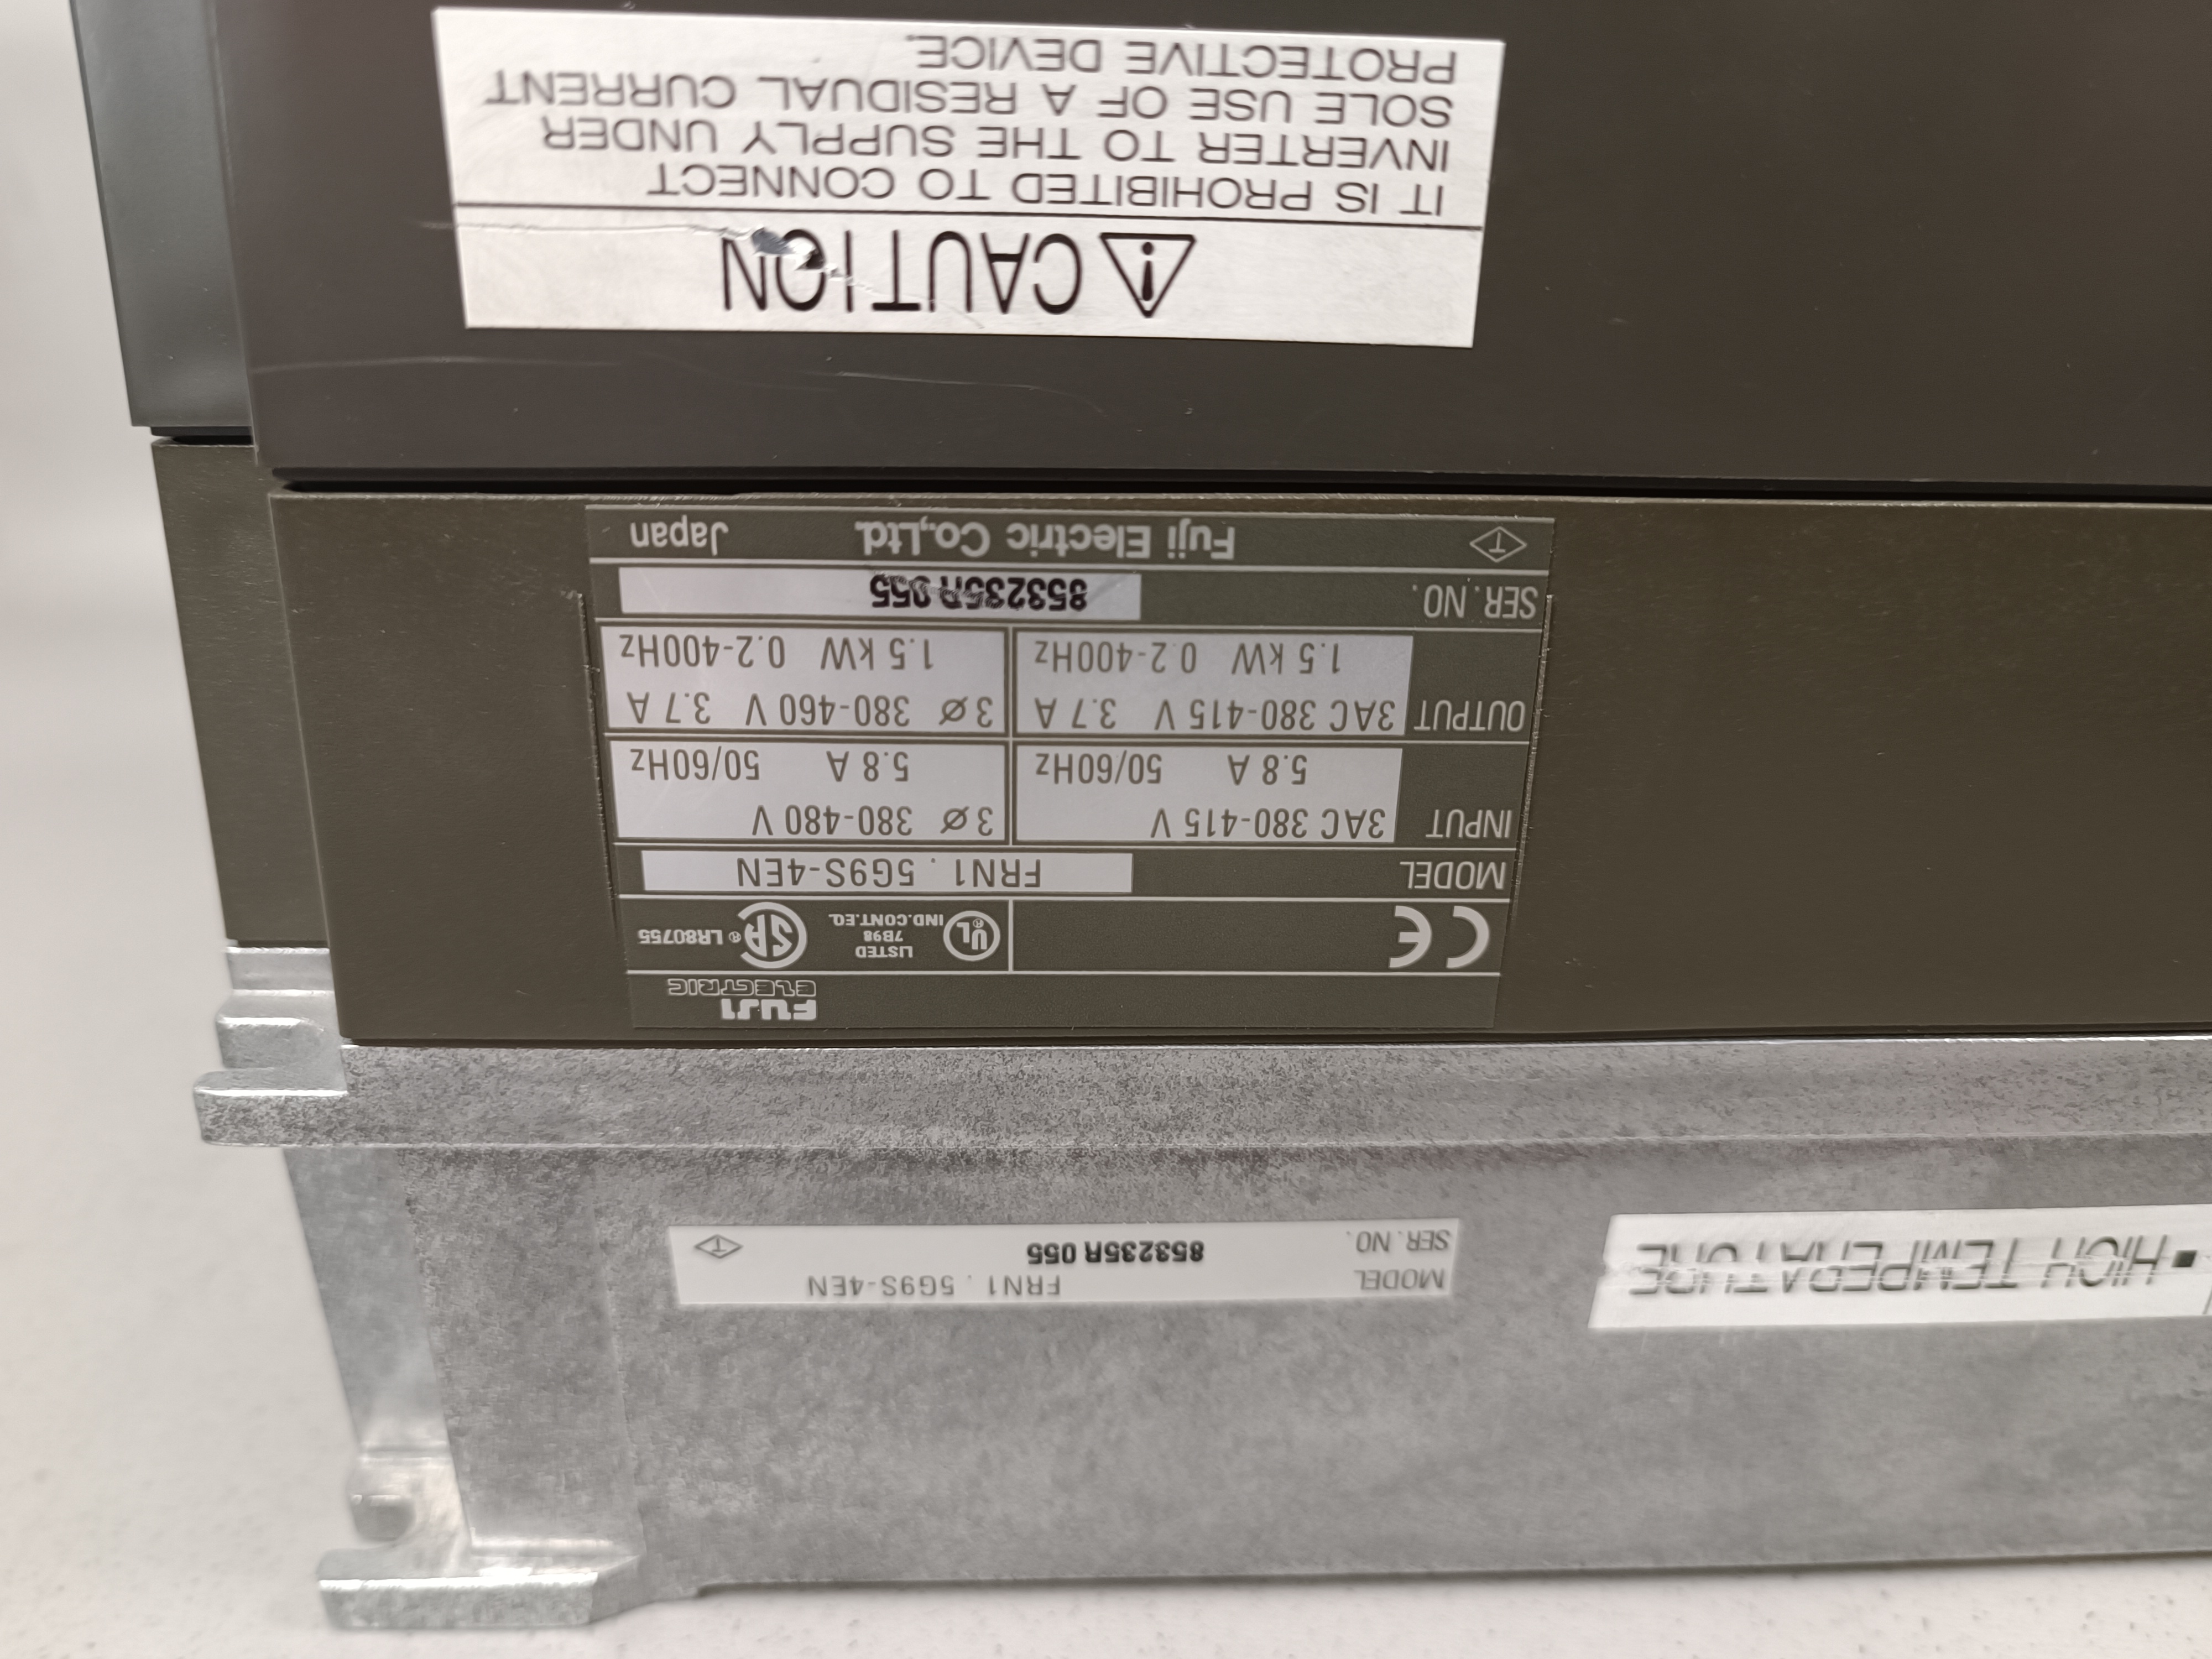 FUJI
ELECTRIC
CE
UL® LISTED 7B98 IND.CONT.EQ.
SA® LR80755
MODEL FRN1.5G9S-4EN
INPUT 3AC 380-415 V 3ø 380-480 V
5.8 A 50/60Hz 5.8 A 50/60Hz
OUTPUT 3AC 380-415 V 3.7 A 3ø 380-460 V 3.7 A
1.5 kW 0.2-400Hz 1.5 kW 0.2-400Hz
SER.NO. 853235R 055
T Fuji Electric Co.,Ltd. Japan
CAUTION
IT IS PROHIBITED TO CONNECT
INVERTER TO THE SUPPLY UNDER
SOLE USE OF A RESIDUAL CURRENT
PROTECTIVE DEVICE.
MODEL FRN1.5G9S-4EN
SER.NO. 853235R 055 T
• HIGH TEMPERATURE